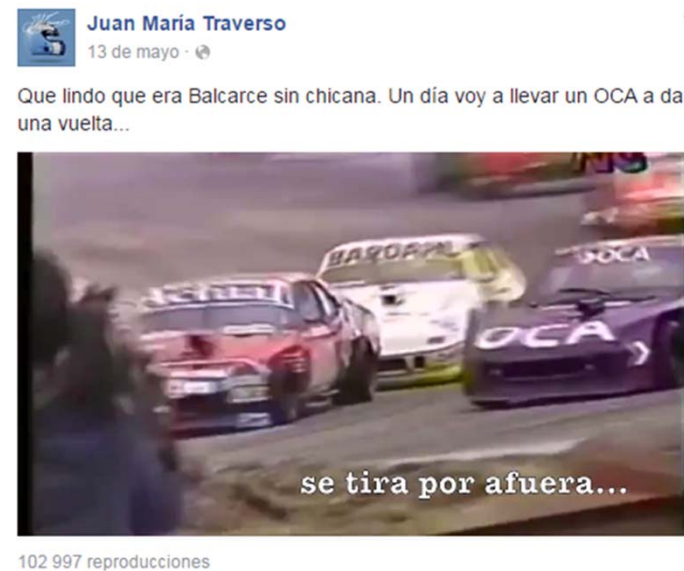 Juan María Traverso
13 de mayo ·
Que lindo que era Balcarce sin chicana. Un día voy a llevar un OCA a da
una vuelta...
BARDAHL
OCA
OCA
se tira por afuera...
102 997 reproducciones